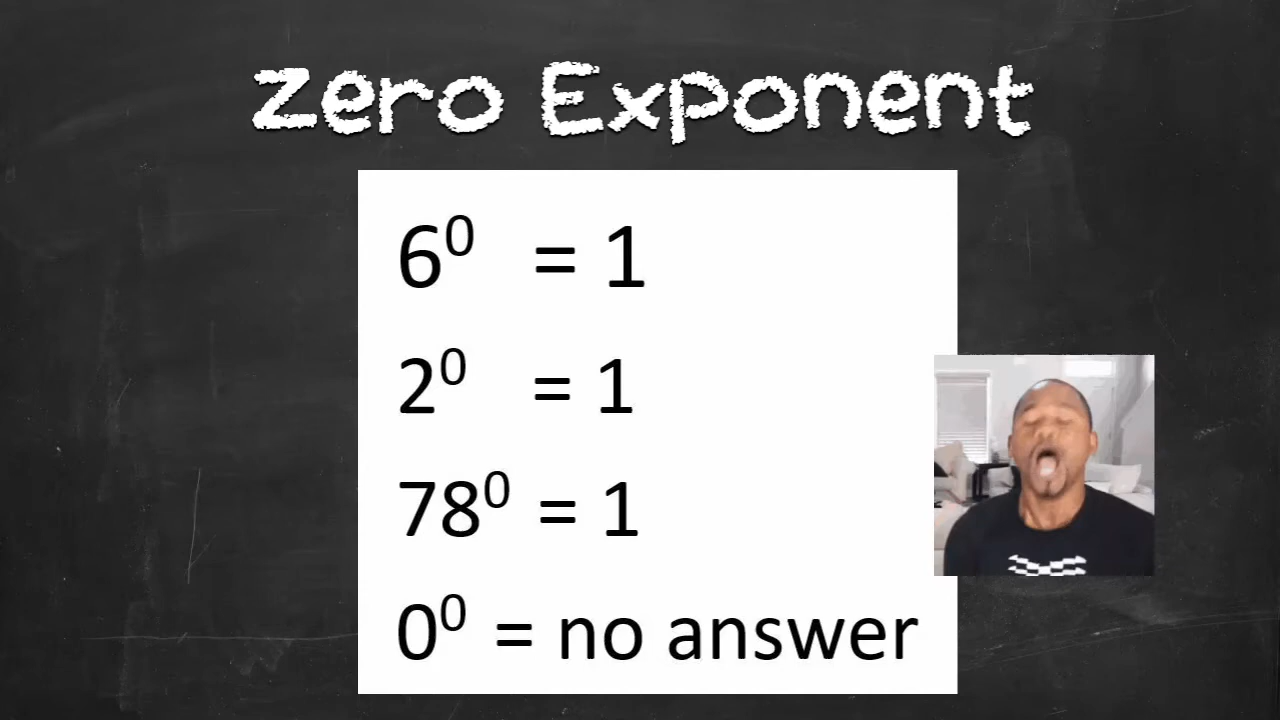 Zero Exponent
6⁰ = 1
2⁰ = 1
78⁰ = 1
0⁰ = no answer